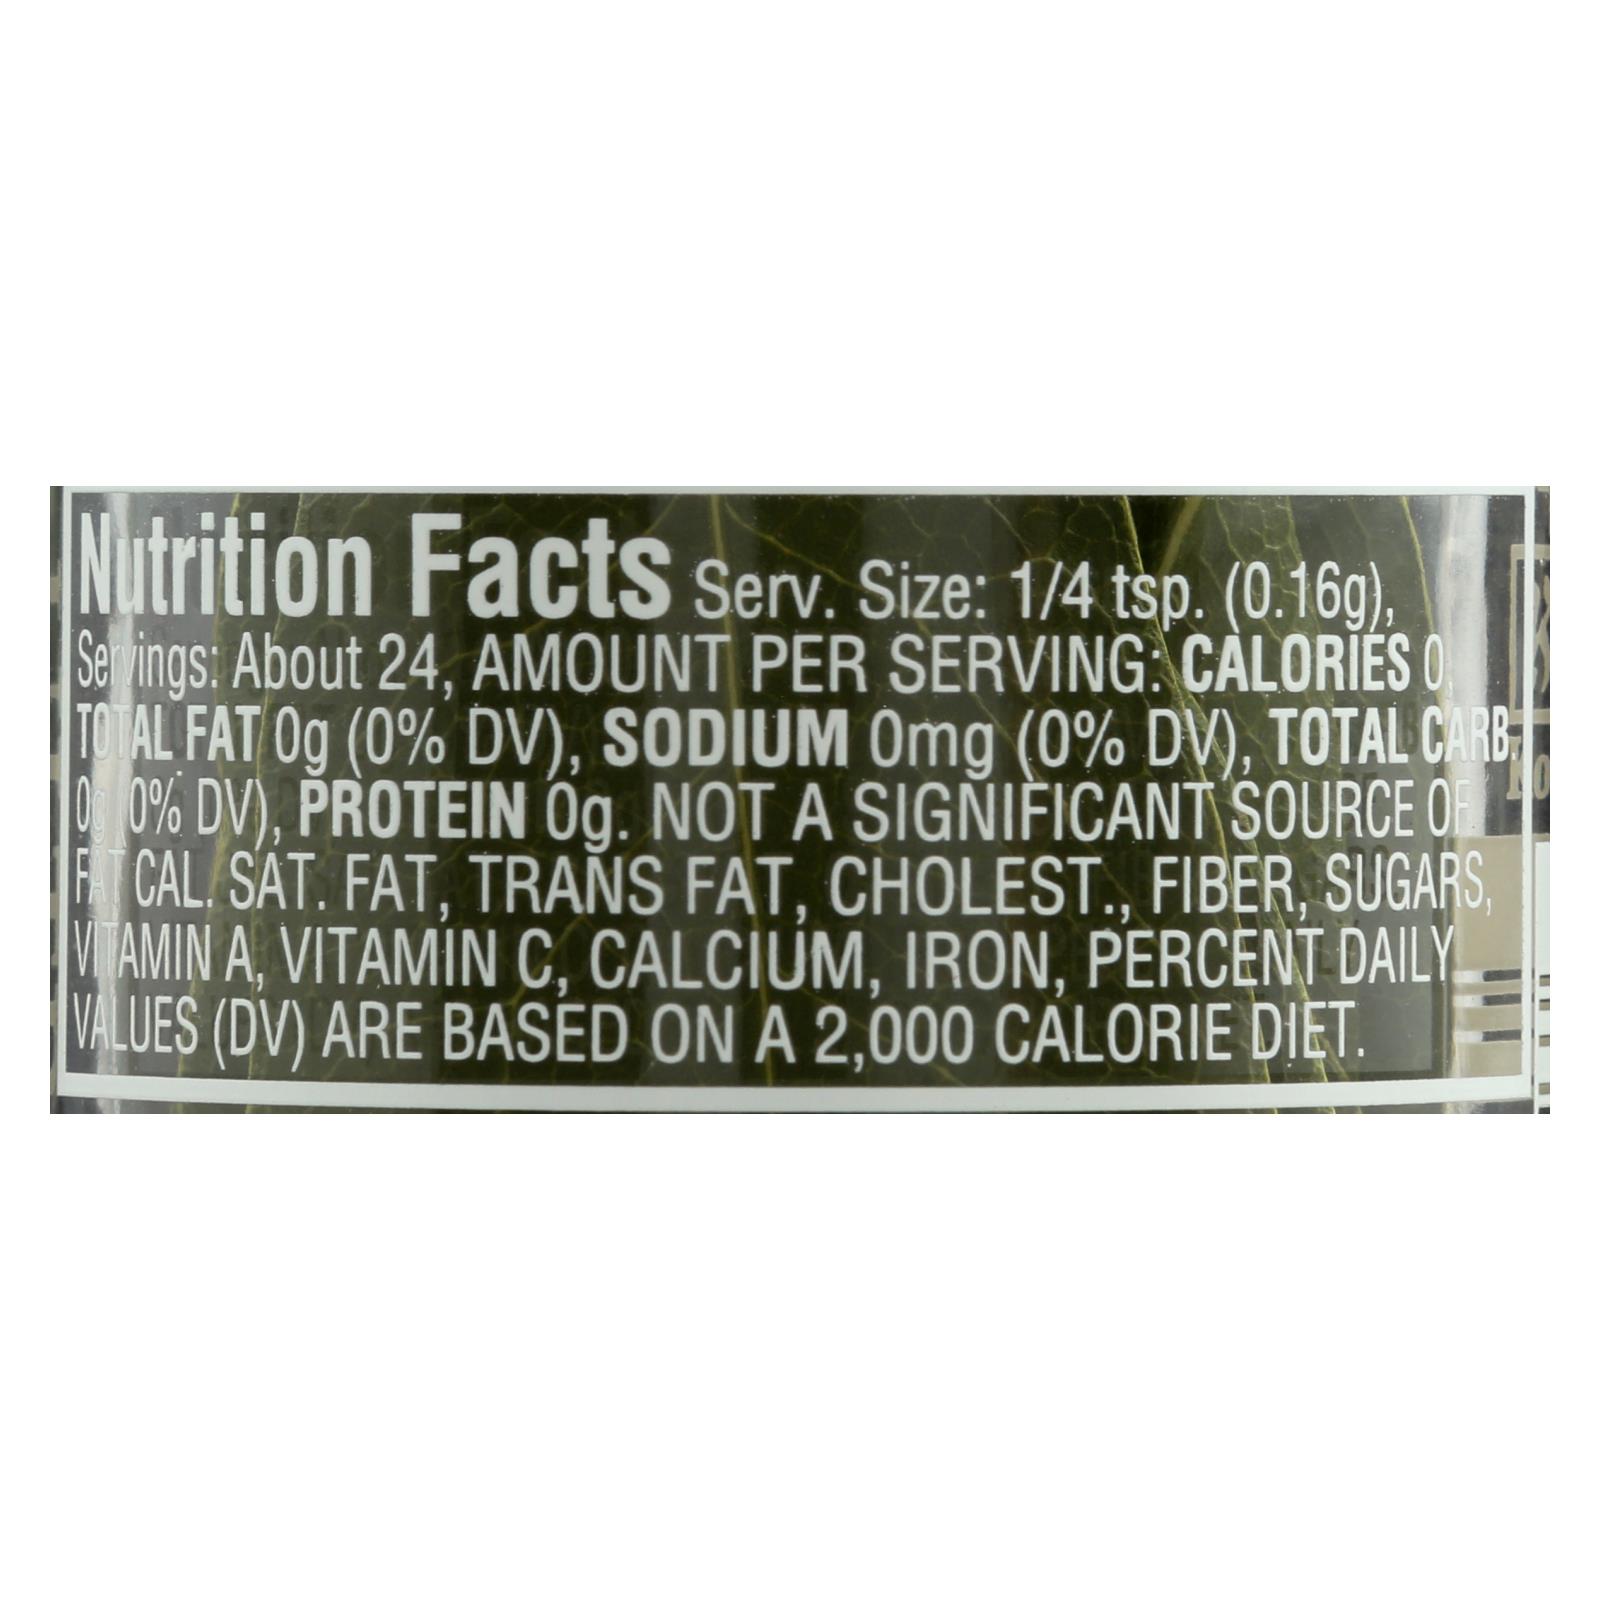 Nutrition Facts Serv. Size: 1/4 tsp. (0.16g),
Servings: About 24, AMOUNT PER SERVING: CALORIES 0,
TOTAL FAT 0g (0% DV), SODIUM 0mg (0% DV), TOTAL CARB.
0g (0% DV), PROTEIN 0g. NOT A SIGNIFICANT SOURCE OF
FAT CAL. SAT. FAT, TRANS FAT, CHOLEST., FIBER, SUGARS,
VITAMIN A, VITAMIN C, CALCIUM, IRON, PERCENT DAILY
VALUES (DV) ARE BASED ON A 2,000 CALORIE DIET.